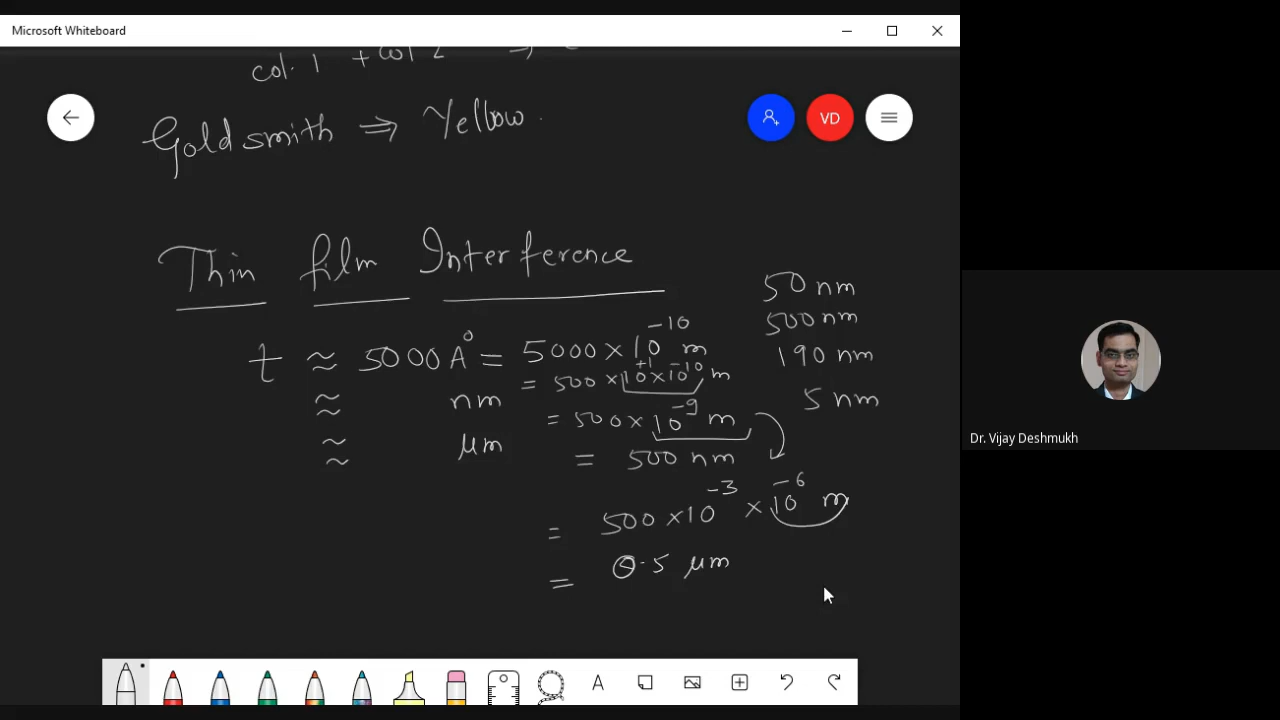 Microsoft Whiteboard
col. 1 + col 2 ⇒
Goldsmith ⇒ Yellow.
VD
Thin film Interference
50 nm
500 nm
190 nm
5 nm
t ≈ 5000 A° = 5000 × 10⁻¹⁰ m
= 500 × 10⁺¹ × 10⁻¹⁰ m
≈ nm
= 500 × 10⁻⁹ m
≈ μm
= 500 nm
= 500 × 10⁻³ × 10⁻⁶ m
= 0.5 μm
Dr. Vijay Deshmukh
A